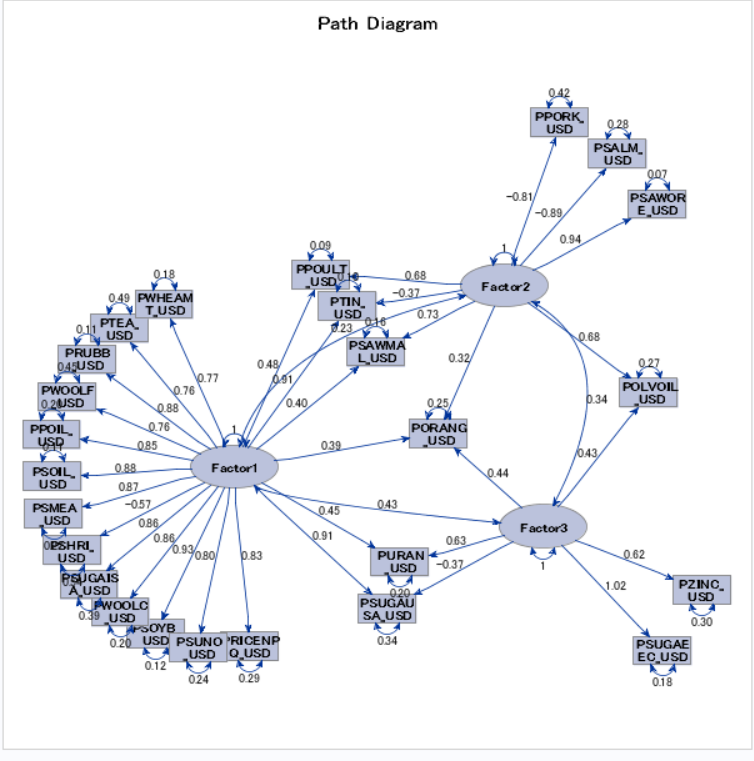 Path Diagram
0.42
PPORK_
USD
0.28
PSALM_
USD
0.07
PSAWOR
E_USD
-0.81
-0.89
0.94
1
Factor2
0.09
PPOULT
_USD
0.68
PTIN_
_USD
-0.37
0.23
0.16
0.73
PSAWMA
L_USD
0.18
PWHEAM
T_USD
0.49
PTEA_
USD
0.11
PRUBB
_USD
0.45
PWOOLF
_USD
PPOIL_
USD
PSOIL_
USD
PSMEA
_USD
PSHRI_
USD
PSUGAIS
A_USD
0.39
PWOOLC
_USD
0.20
PSOYB_
USD
0.12
PSUNO
_USD
0.24
PRICENP
Q_USD
0.29
0.77
0.76
0.88
0.76
0.85
0.88
0.87
-0.57
0.86
0.86
0.93
0.80
0.83
1
Factor1
0.48
0.91
0.40
0.39
0.32
0.25
PORANG
_USD
0.68
0.27
POLVOIL
_USD
0.34
0.43
0.44
0.43
0.45
0.91
Factor3
1
0.63
-0.37
PURAN
_USD
0.20
PSUGAU
SA_USD
0.34
0.62
PZINC_
USD
0.30
1.02
PSUGAE
EC_USD
0.18